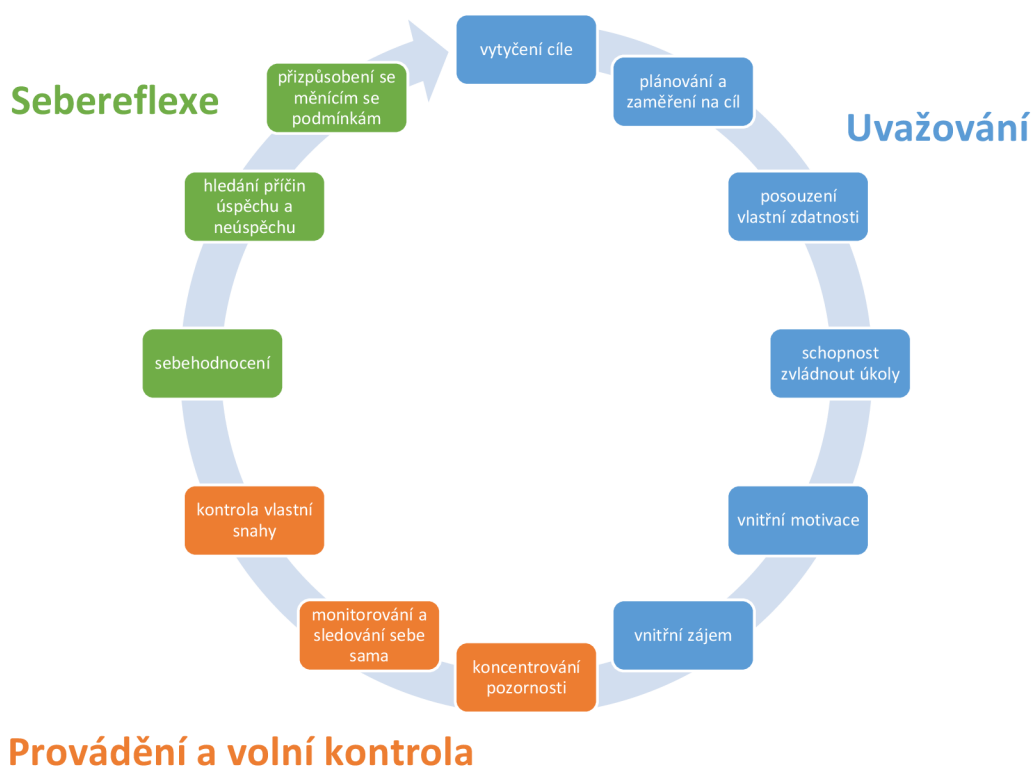 vytyčení cíle
plánování a
zaměření na cíl
Uvažování
posouzení
vlastní zdatnosti
schopnost
zvládnout úkoly
vnitřní motivace
vnitřní zájem
koncentrování
pozornosti
monitorování a
sledování sebe
sama
kontrola vlastní
snahy
Provádění a volní kontrola
sebehodnocení
hledání příčin
úspěchu a
neúspěchu
přizpůsobení se
měnícím se
podmínkám
Sebereflexe